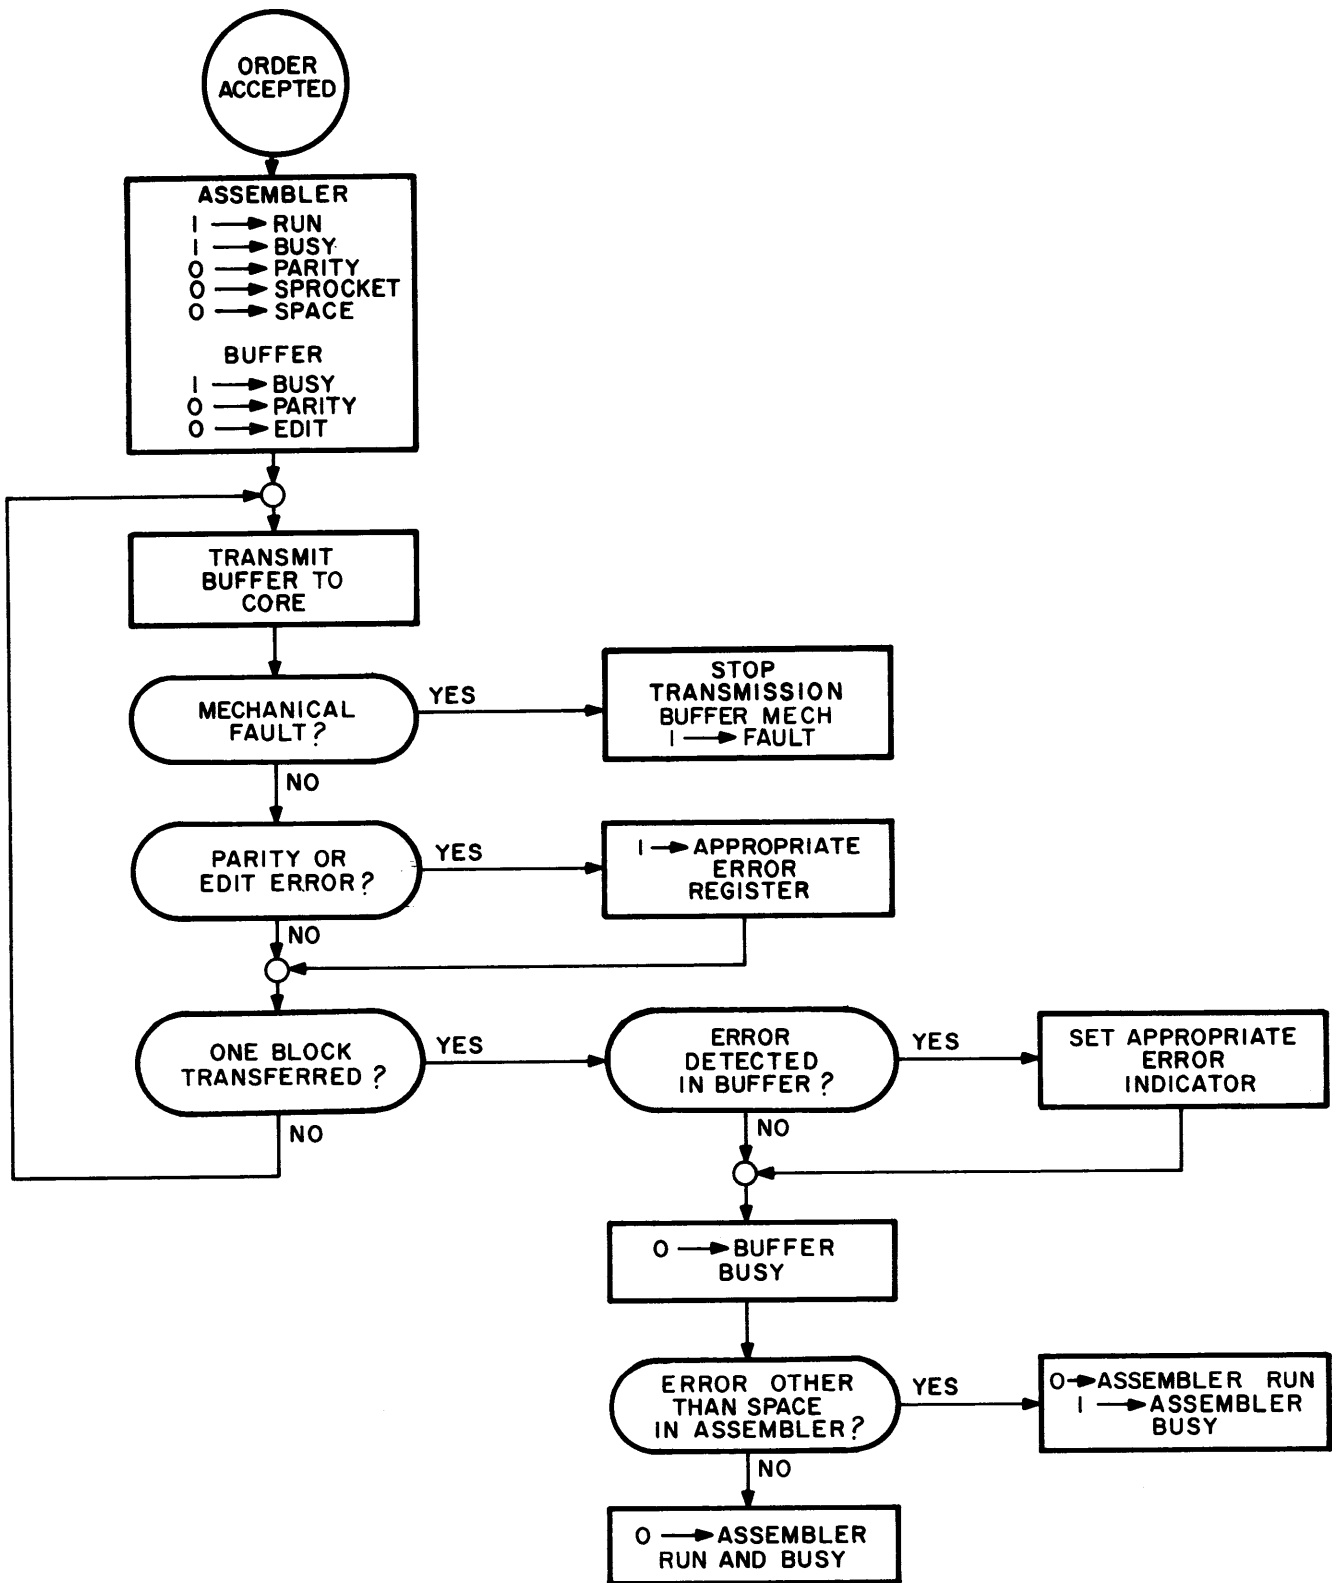 ORDER
ACCEPTED
ASSEMBLER
1 → RUN
1 → BUSY
0 → PARITY
0 → SPROCKET
0 → SPACE
BUFFER
1 → BUSY
0 → PARITY
0 → EDIT
TRANSMIT
BUFFER TO
CORE
MECHANICAL
FAULT?
YES
STOP
TRANSMISSION
BUFFER MECH
1 → FAULT
NO
PARITY OR
EDIT ERROR?
YES
1 → APPROPRIATE
ERROR
REGISTER
NO
ONE BLOCK
TRANSFERRED?
YES
ERROR
DETECTED
IN BUFFER?
YES
SET APPROPRIATE
ERROR
INDICATOR
NO
NO
0 → BUFFER
BUSY
ERROR OTHER
THAN SPACE
IN ASSEMBLER?
YES
0 → ASSEMBLER RUN
1 → ASSEMBLER
BUSY
NO
0 → ASSEMBLER
RUN AND BUSY